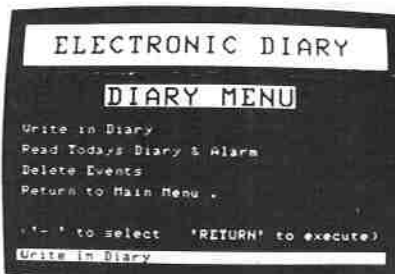 ELECTRONIC DIARY
DIARY MENU
Write in Diary
Read Todays Diary & Alarm
Delete Events
Return to Main Menu .
to select "RETURN" to execute)
Write in Diary